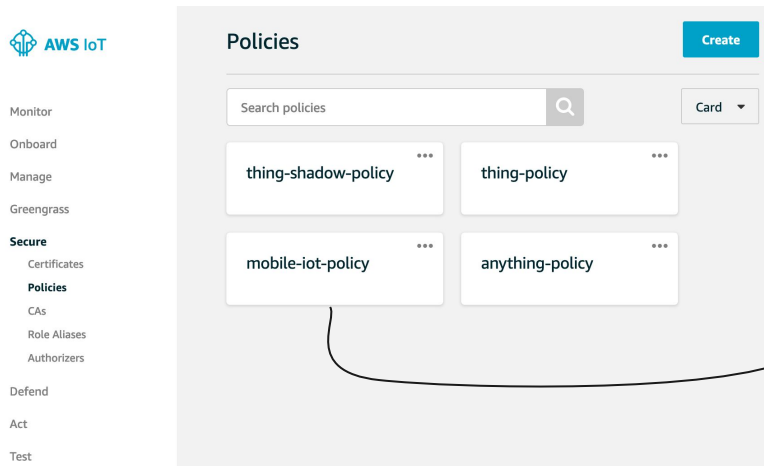 AWS IoT
Monitor
Onboard
Manage
Greengrass
Secure
Certificates
Policies
CAs
Role Aliases
Authorizers
Defend
Act
Test
Policies
Create
Search policies
Card
thing-shadow-policy
thing-policy
mobile-iot-policy
anything-policy